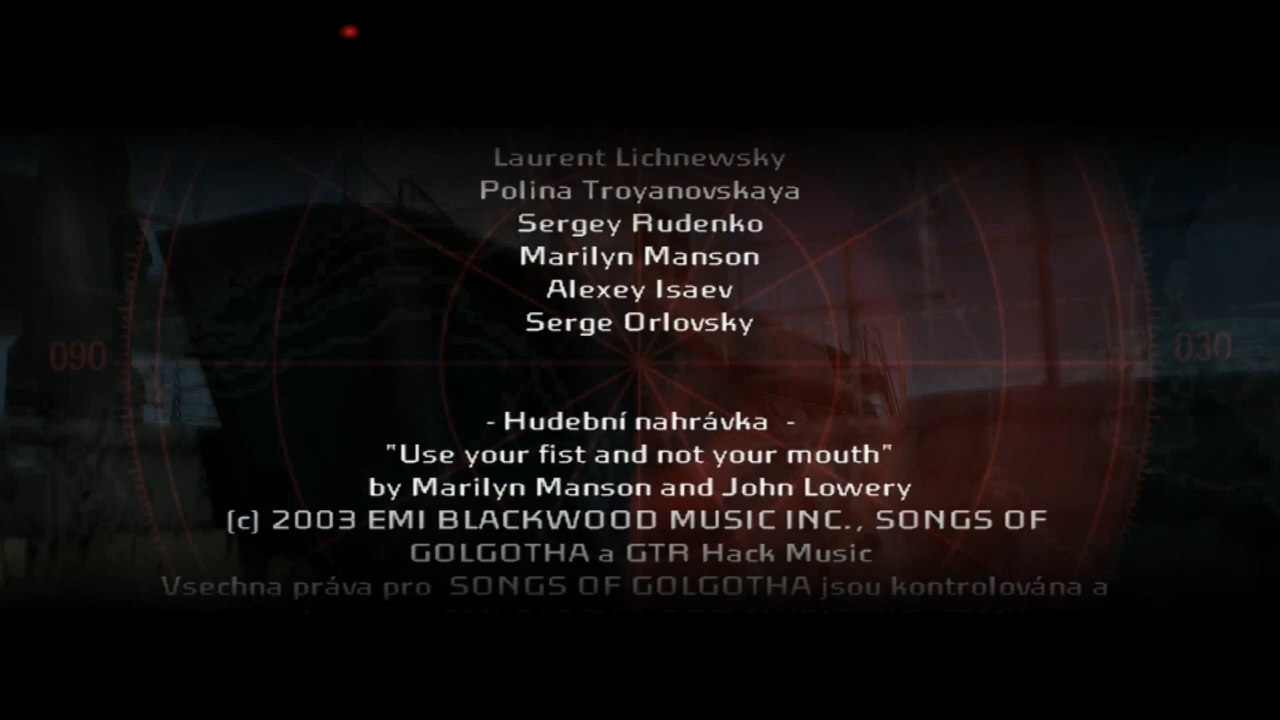 Laurent Lichnewsky
Polina Troyanovskaya
Sergey Rudenko
Marilyn Manson
Alexey Isaev
Serge Orlovsky
090
030
- Hudební nahrávka -
"Use your fist and not your mouth"
by Marilyn Manson and John Lowery
(c) 2003 EMI BLACKWOOD MUSIC INC., SONGS OF
GOLGOTHA a GTR Hack Music
Vsechna práva pro SONGS OF GOLGOTHA jsou kontrolována a